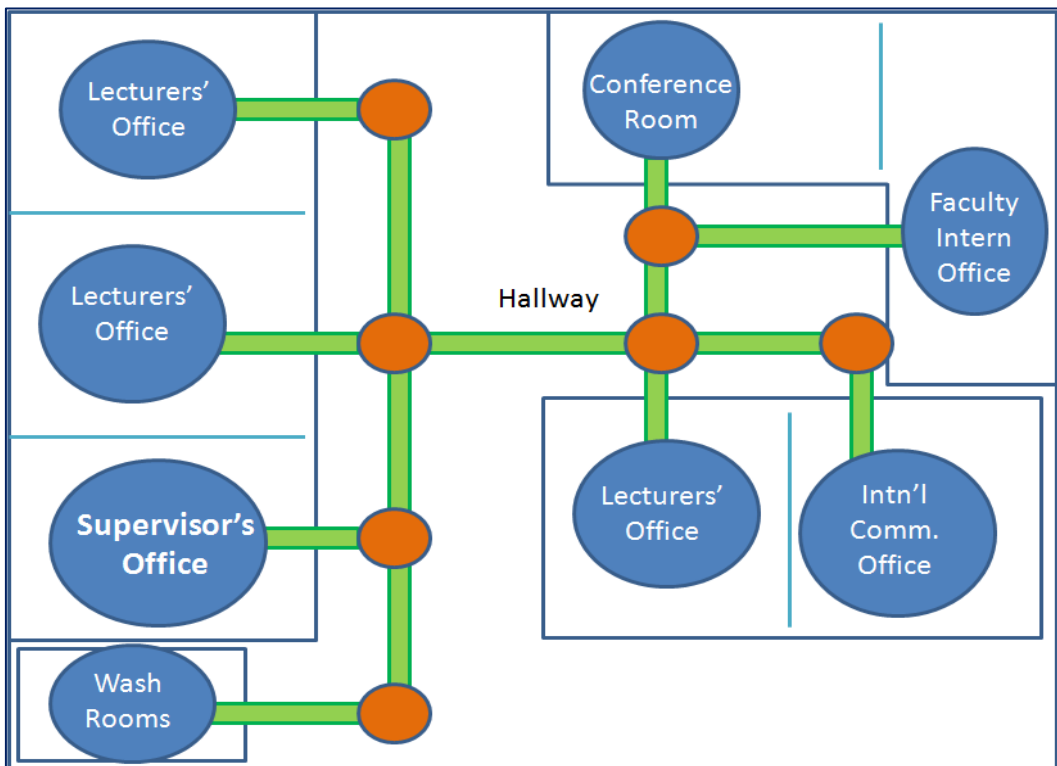 Lecturers’
Office
Conference
Room
Faculty
Intern
Office
Lecturers’
Office
Hallway
Supervisor’s
Office
Lecturers’
Office
Intn’l
Comm.
Office
Wash
Rooms